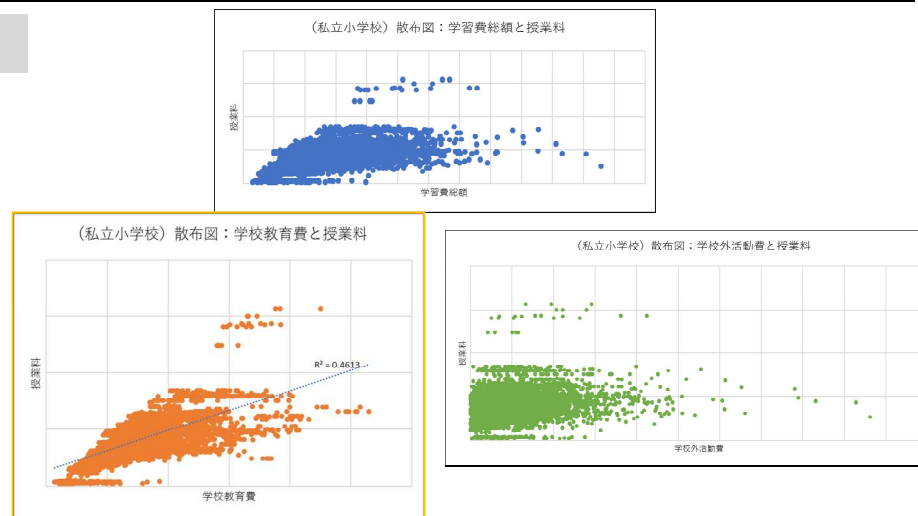 （私立小学校）散布図：学習費総額と授業料
授業料
学習費総額
（私立小学校）散布図：学校教育費と授業料
授業料
R² = 0.4613
学校教育費
（私立小学校）散布図：学校外活動費と授業料
授業料
学校外活動費